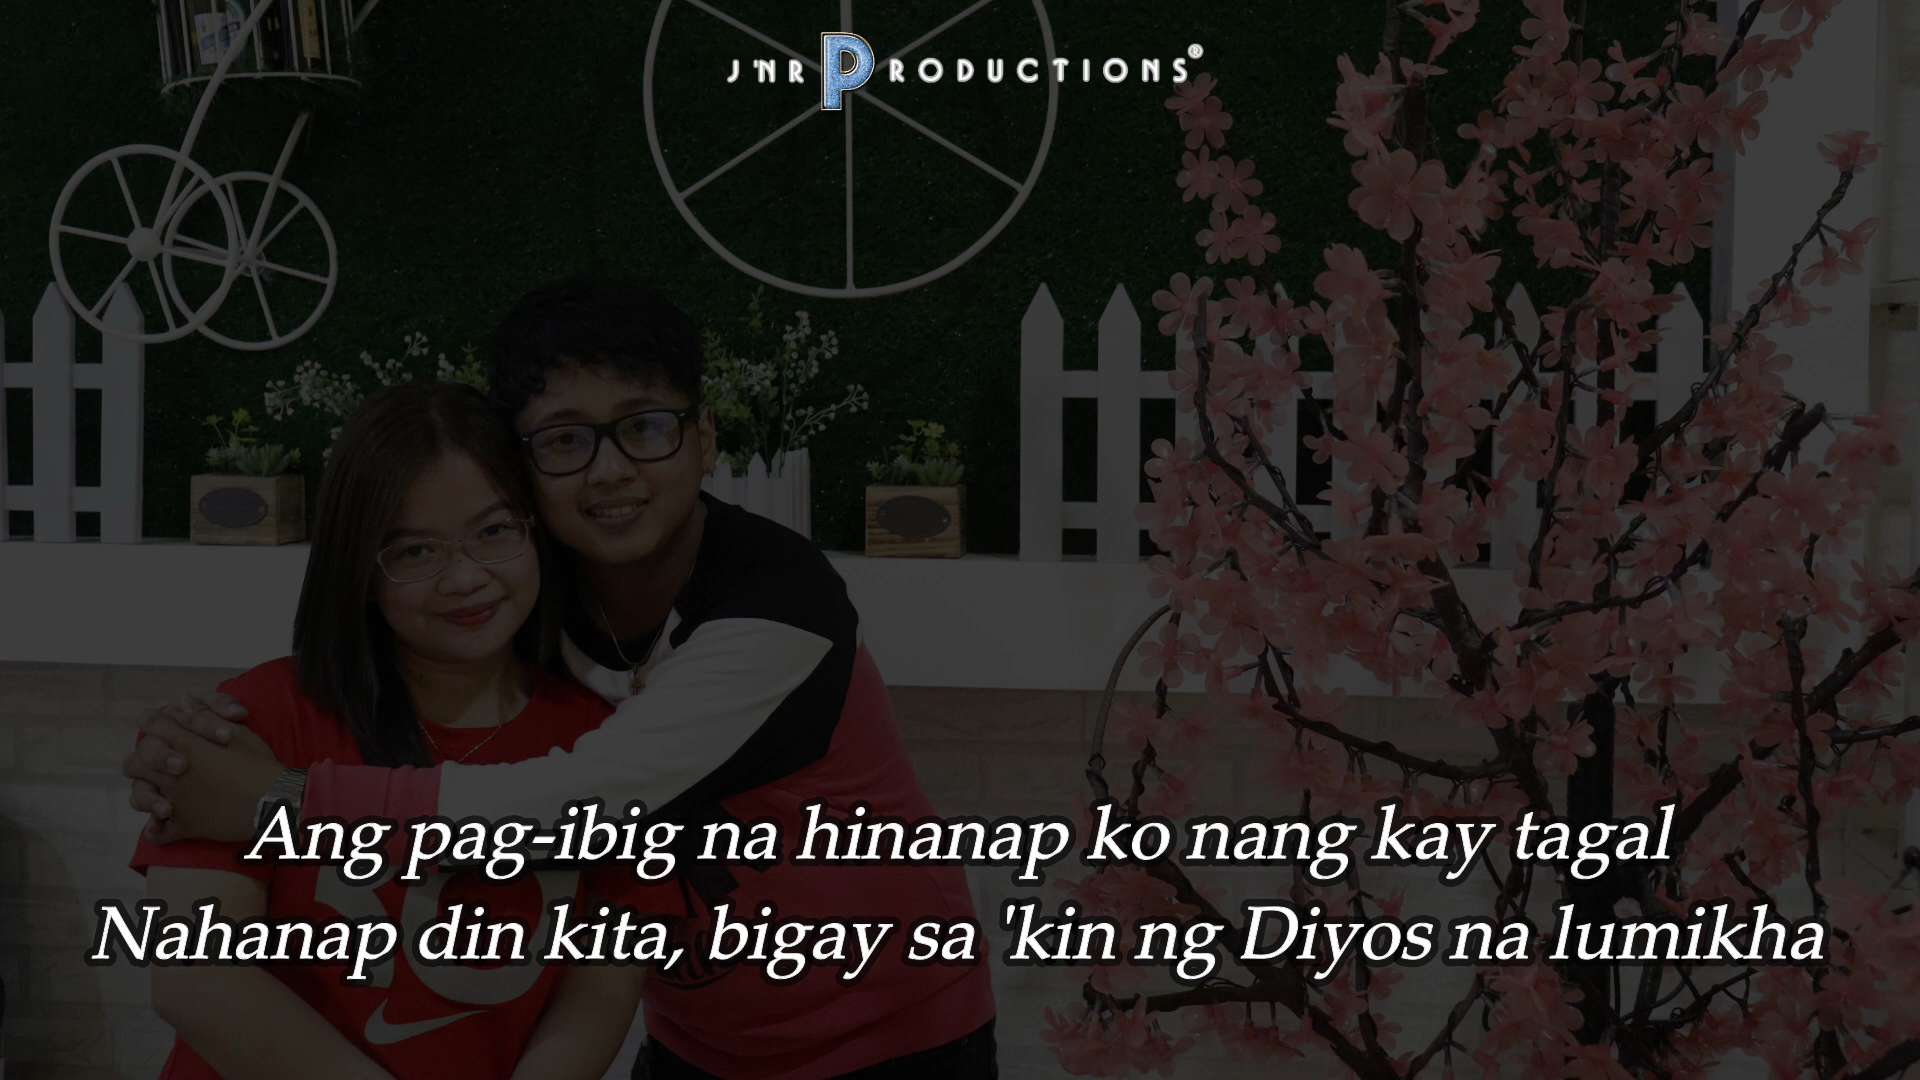 J'NR PRODUCTIONS®
Ang pag-ibig na hinanap ko nang kay tagal
Nahanap din kita, bigay sa 'kin ng Diyos na lumikha